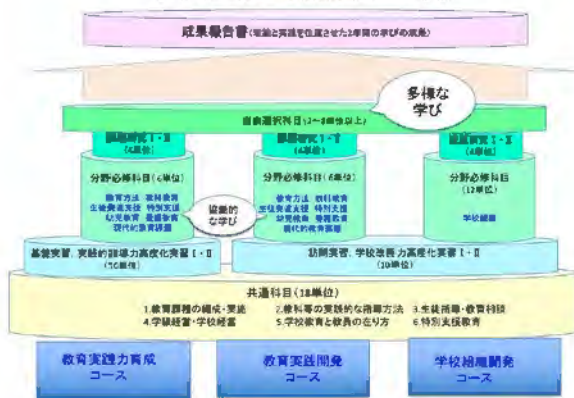 成果報告書(理論と実践を往還させた2年間の学びの成果)
多様な
学び
自由選択科目(2~8単位以上)
課題研究Ⅰ・Ⅱ
(4単位)
課題研究Ⅰ・Ⅱ
(4単位)
課題研究Ⅰ・Ⅱ
(4単位)
分野必修科目(6単位)
教育方法 教科教育
生徒発達支援 特別支援
幼児教育 養護教育
現代的教育課題
協働的
な学び
分野必修科目(6単位)
教育方法 教科教育
生徒発達支援 特別支援
幼児教育 養護教育
現代的教育課題
分野必修科目
(12単位)
学校組織
基礎実習、実践的指導力高度化実習Ⅰ・Ⅱ
(10単位)
訪問実習、学校改善力高度化実習Ⅰ・Ⅱ
(10単位)
共通科目(18単位)
1.教育課程の編成・実施 2.教科等の実践的な指導方法 3.生徒指導・教育相談
4.学級経営・学校経営 5.学校教育と教員の在り方 6.特別支援教育
教育実践力育成
コース
教育実践開発
コース
学校組織開発
コース